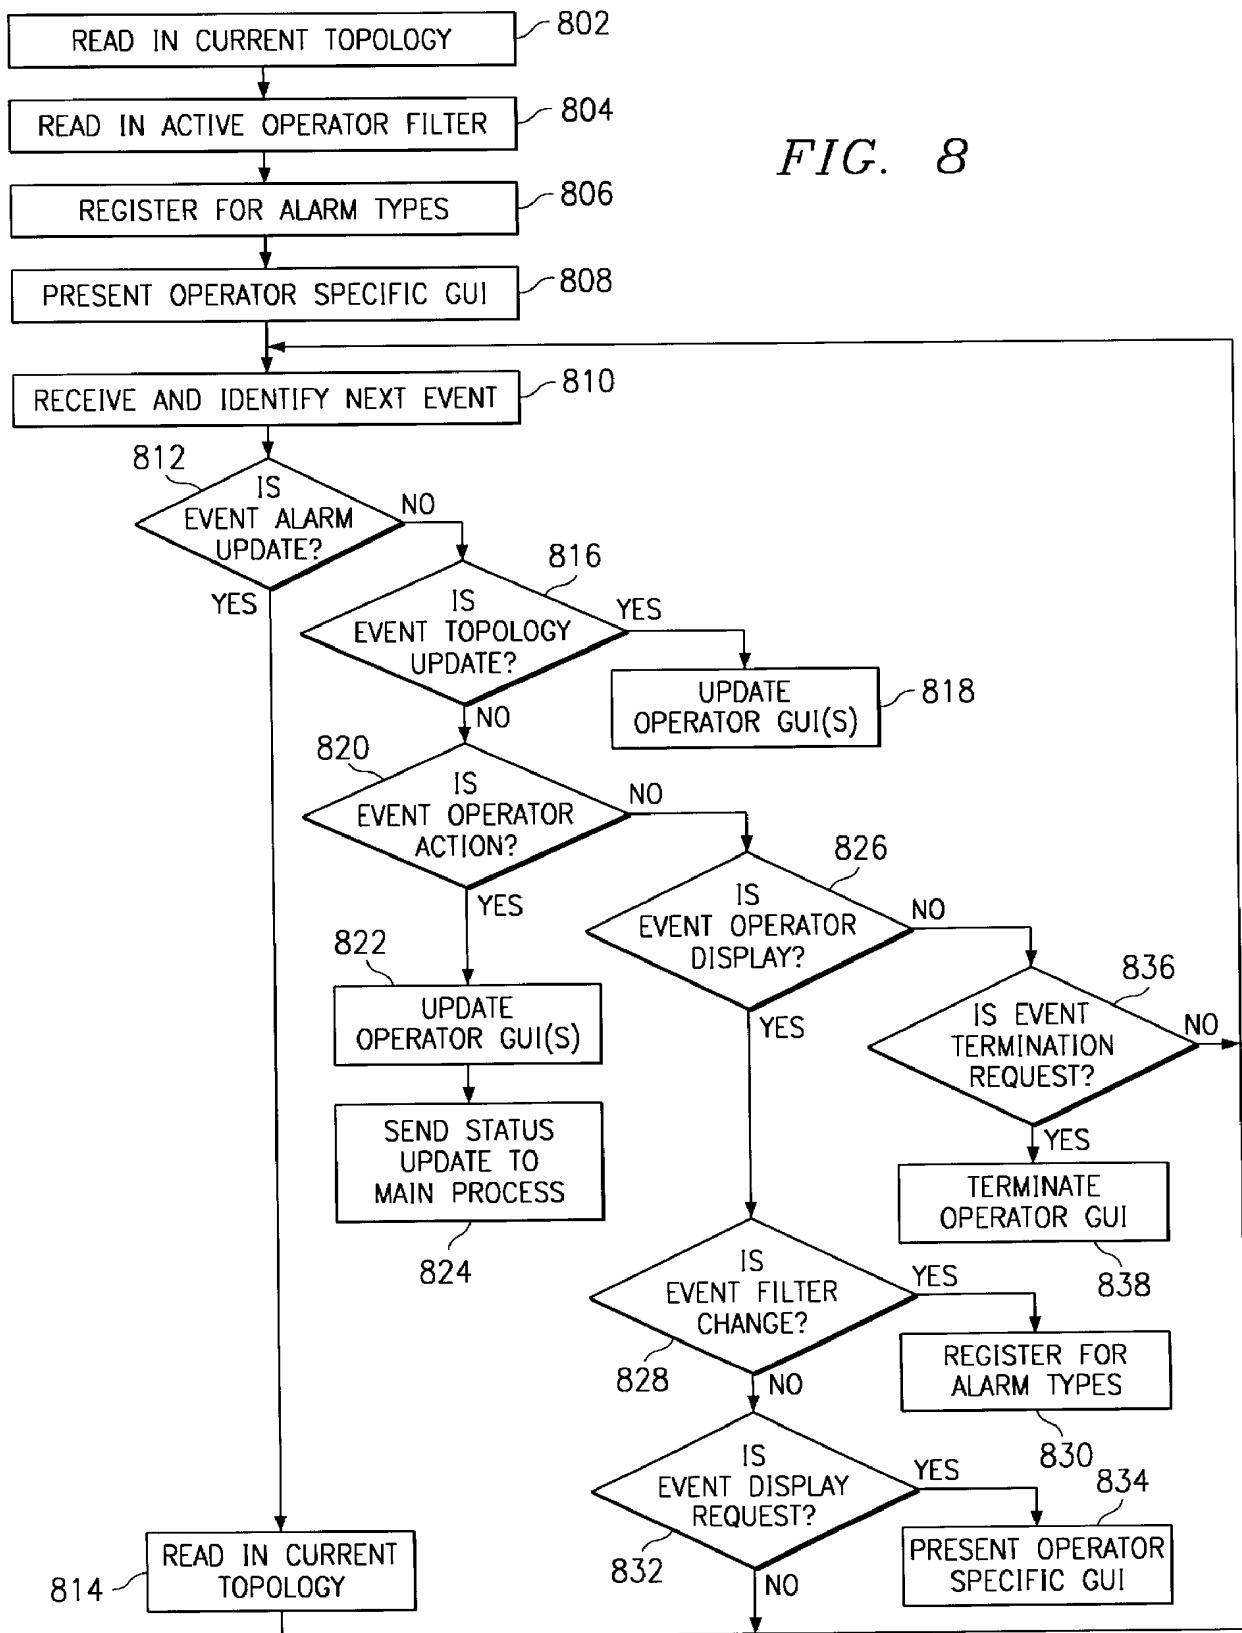 READ IN CURRENT TOPOLOGY
802
READ IN ACTIVE OPERATOR FILTER
804
FIG. 8
REGISTER FOR ALARM TYPES
806
PRESENT OPERATOR SPECIFIC GUI
808
RECEIVE AND IDENTIFY NEXT EVENT
810
812
IS
EVENT ALARM
UPDATE?
NO
YES
816
IS
EVENT TOPOLOGY
UPDATE?
YES
NO
UPDATE
OPERATOR GUI(S)
818
820
IS
EVENT OPERATOR
ACTION?
NO
YES
826
IS
EVENT OPERATOR
DISPLAY?
NO
YES
822
UPDATE
OPERATOR GUI(S)
SEND STATUS
UPDATE TO
MAIN PROCESS
824
836
IS EVENT
TERMINATION
REQUEST?
NO
YES
TERMINATE
OPERATOR GUI
838
IS
EVENT FILTER
CHANGE?
YES
828
NO
REGISTER FOR
ALARM TYPES
830
IS
EVENT DISPLAY
REQUEST?
YES
832
NO
834
PRESENT OPERATOR
SPECIFIC GUI
READ IN CURRENT
TOPOLOGY
814